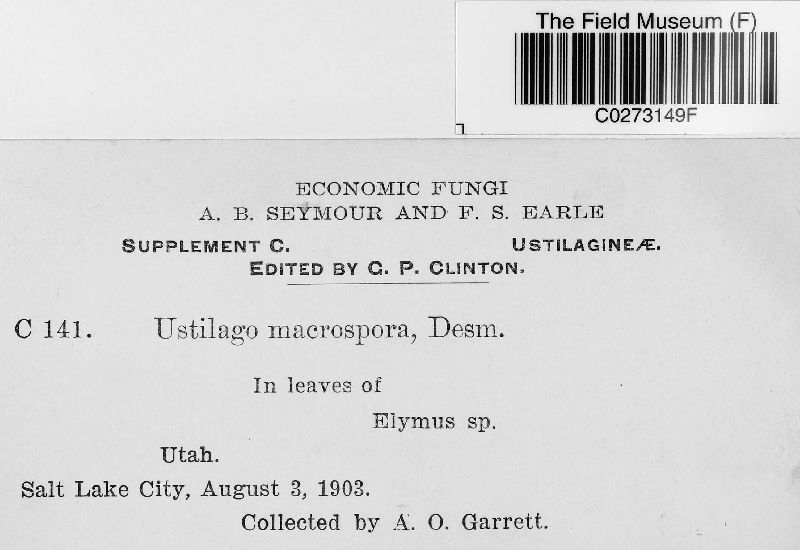 The Field Museum (F)
C0273149F
ECONOMIC FUNGI
A. B. SEYMOUR AND F. S. EARLE
SUPPLEMENT C. USTILAGINEÆ.
EDITED BY G. P. CLINTON.
C 141. Ustilago macrospora, Desm.
In leaves of
Elymus sp.
Utah.
Salt Lake City, August 3, 1903.
Collected by A. O. Garrett.